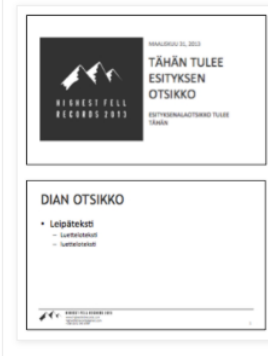 MAALISKUU 31, 2013
TÄHÄN TULEE
ESITYKSEN
OTSIKKO
ESITYKSENALAOTSIKKO TULEE
TÄHÄN
HIGHEST FELL
RECORDS 2013
DIAN OTSIKKO
• Leipäteksti
– Luetteloteksti
– Luetteloteksti
HIGHEST FELL RECORDS 2013